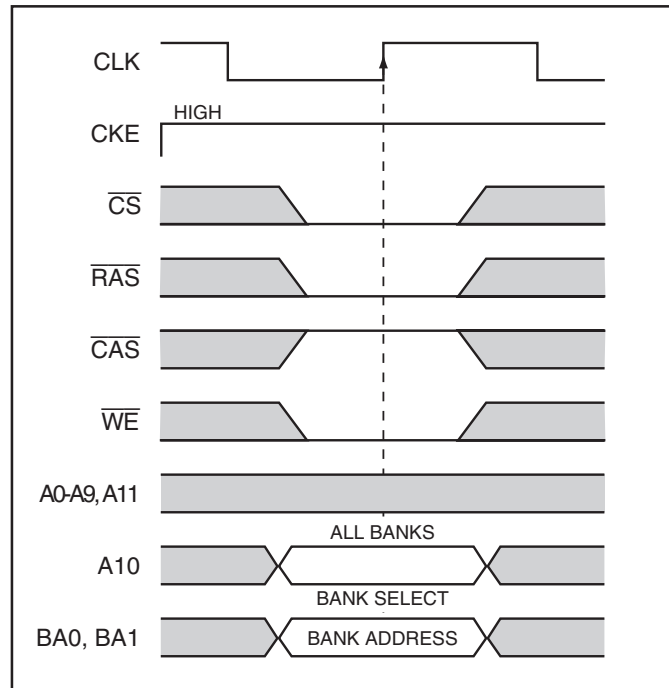 CLK
CKE HIGH
CS
RAS
CAS
WE
A0-A9, A11
ALL BANKS
A10
BANK SELECT
BA0, BA1 BANK ADDRESS